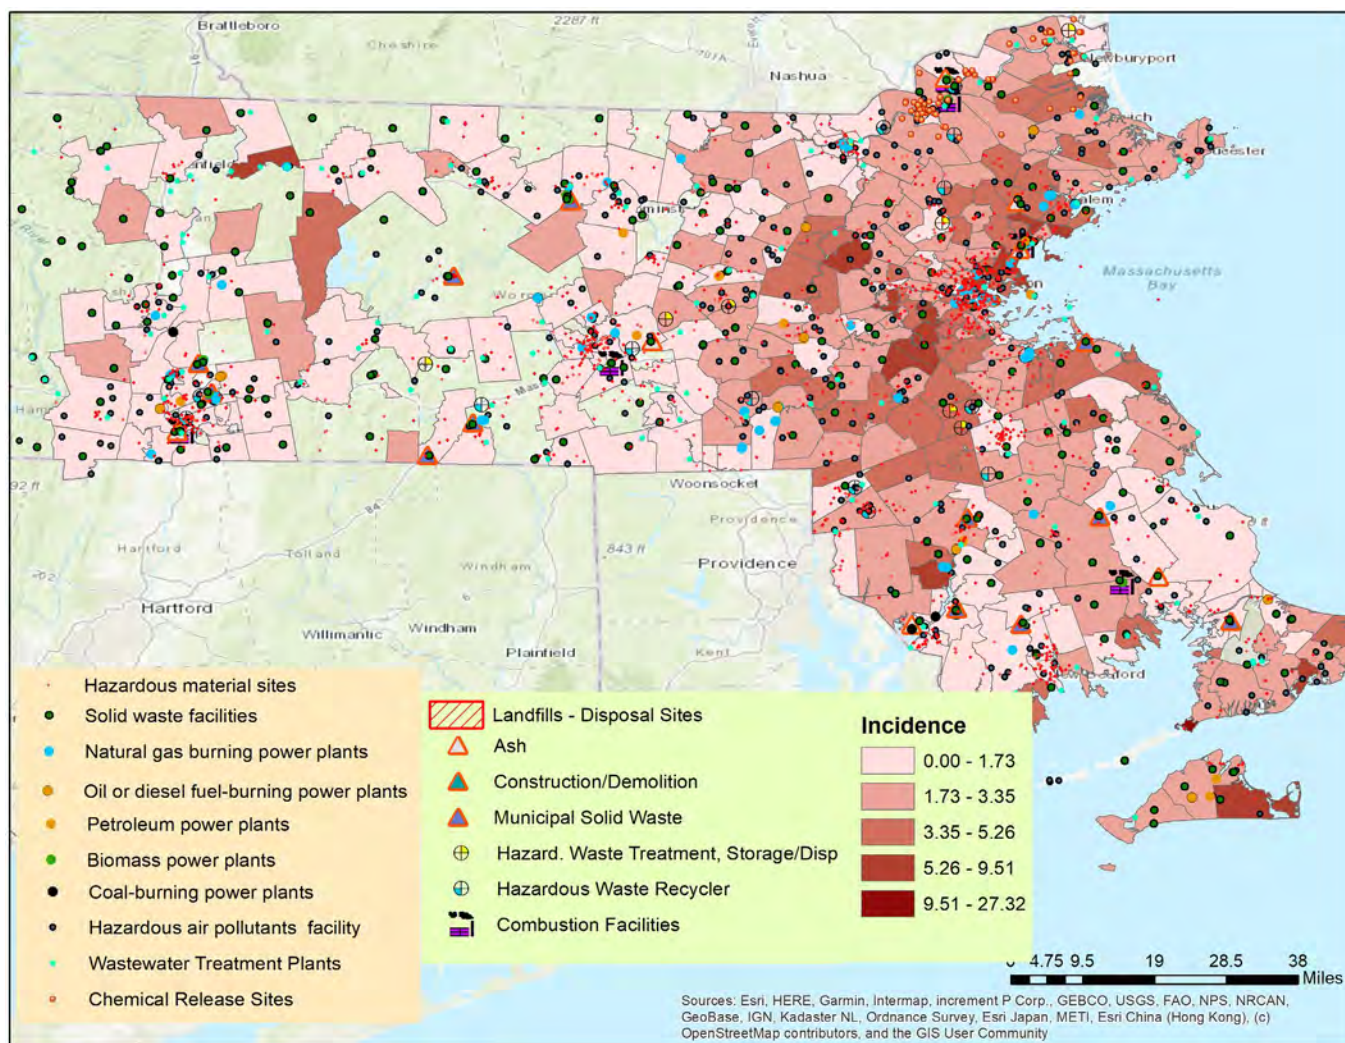 Brattleboro
2287 ft
Cheshire
701A
91
Nashua
Newburyport
Salem
Massachusetts
Bay
Mass
Woonsocket
92 ft
Providence
843 ft
Providence
Hartford
Tolland
Windham
84
Hartford
Willimantic
Windham
Plainfield
Kent
Hazardous material sites
Solid waste facilities
Natural gas burning power plants
Oil or diesel fuel-burning power plants
Petroleum power plants
Biomass power plants
Coal-burning power plants
Hazardous air pollutants facility
Wastewater Treatment Plants
Chemical Release Sites
Landfills - Disposal Sites
Ash
Construction/Demolition
Municipal Solid Waste
Hazard. Waste Treatment, Storage/Disp
Hazardous Waste Recycler
Combustion Facilities
Incidence
0.00 - 1.73
1.73 - 3.35
3.35 - 5.26
5.26 - 9.51
9.51 - 27.32
0 4.75 9.5 19 28.5 38
Miles
Sources: Esri, HERE, Garmin, Intermap, increment P Corp., GEBCO, USGS, FAO, NPS, NRCAN,
GeoBase, IGN, Kadaster NL, Ordnance Survey, Esri Japan, METI, Esri China (Hong Kong), (c)
OpenStreetMap contributors, and the GIS User Community